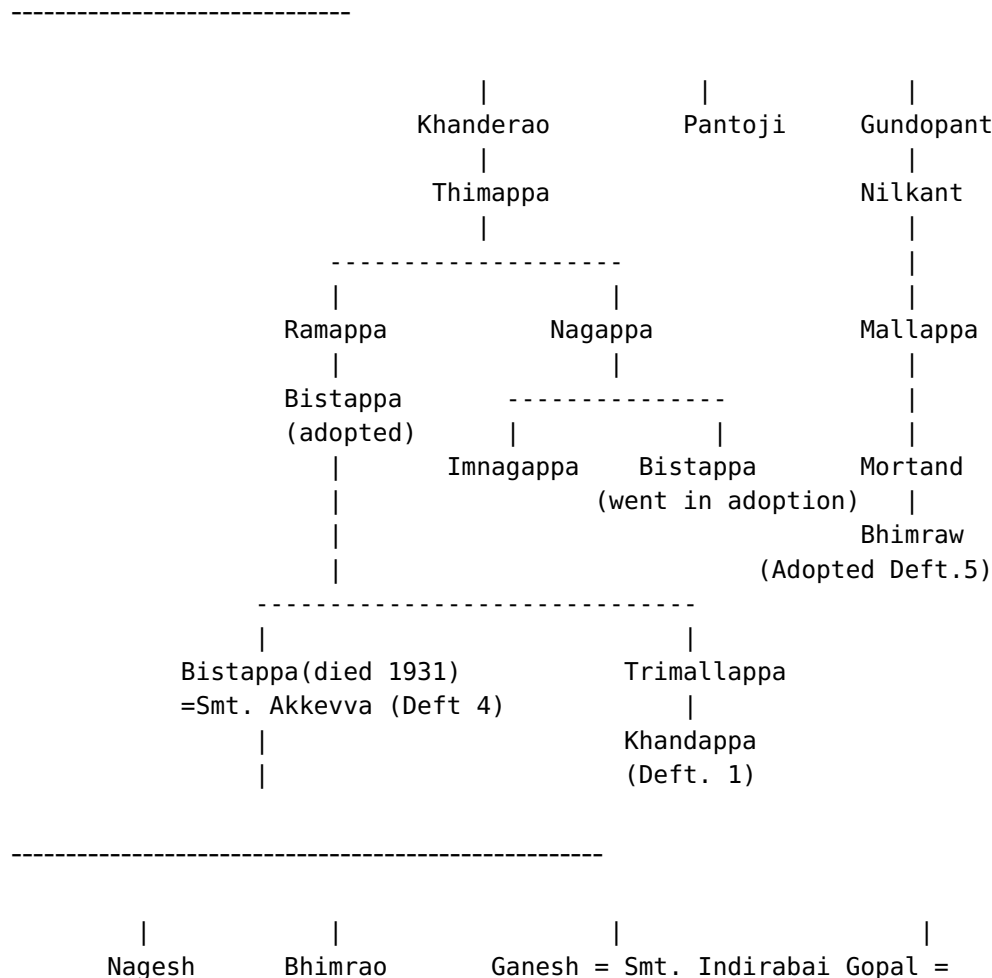 Khanderao Pantoji Gundopant
Thimappa Nilkant
Ramappa Nagappa Mallappa
Bistappa
(adopted)
Imnagappa Bistappa Mortand
(went in adoption)
Bhimraw
(Adopted Deft.5)
Bistappa(died 1931) Trimallappa
=Smt. Akkevva (Deft 4)
Khandappa
(Deft. 1)
Nagesh Bhimrao Ganesh = Smt. Indirabai Gopal =